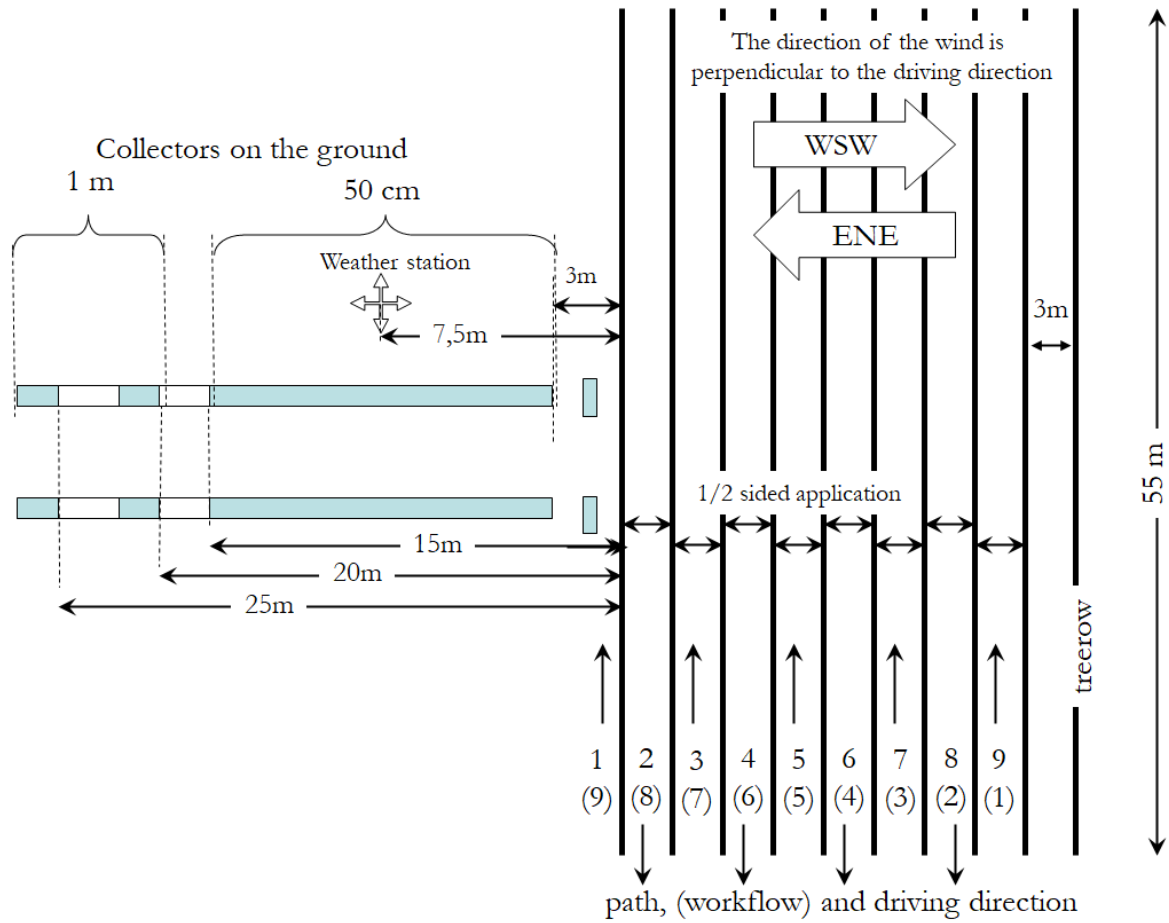 The direction of the wind is
perpendicular to the driving direction
WSW
ENE
Collectors on the ground
1 m
50 cm
Weather station
3m
7,5m
3m
55 m
1/2 sided application
15m
20m
25m
treerow
1 2 3 4 5 6 7 8 9
(9) (8) (7) (6) (5) (4) (3) (2) (1)
path, (workflow) and driving direction